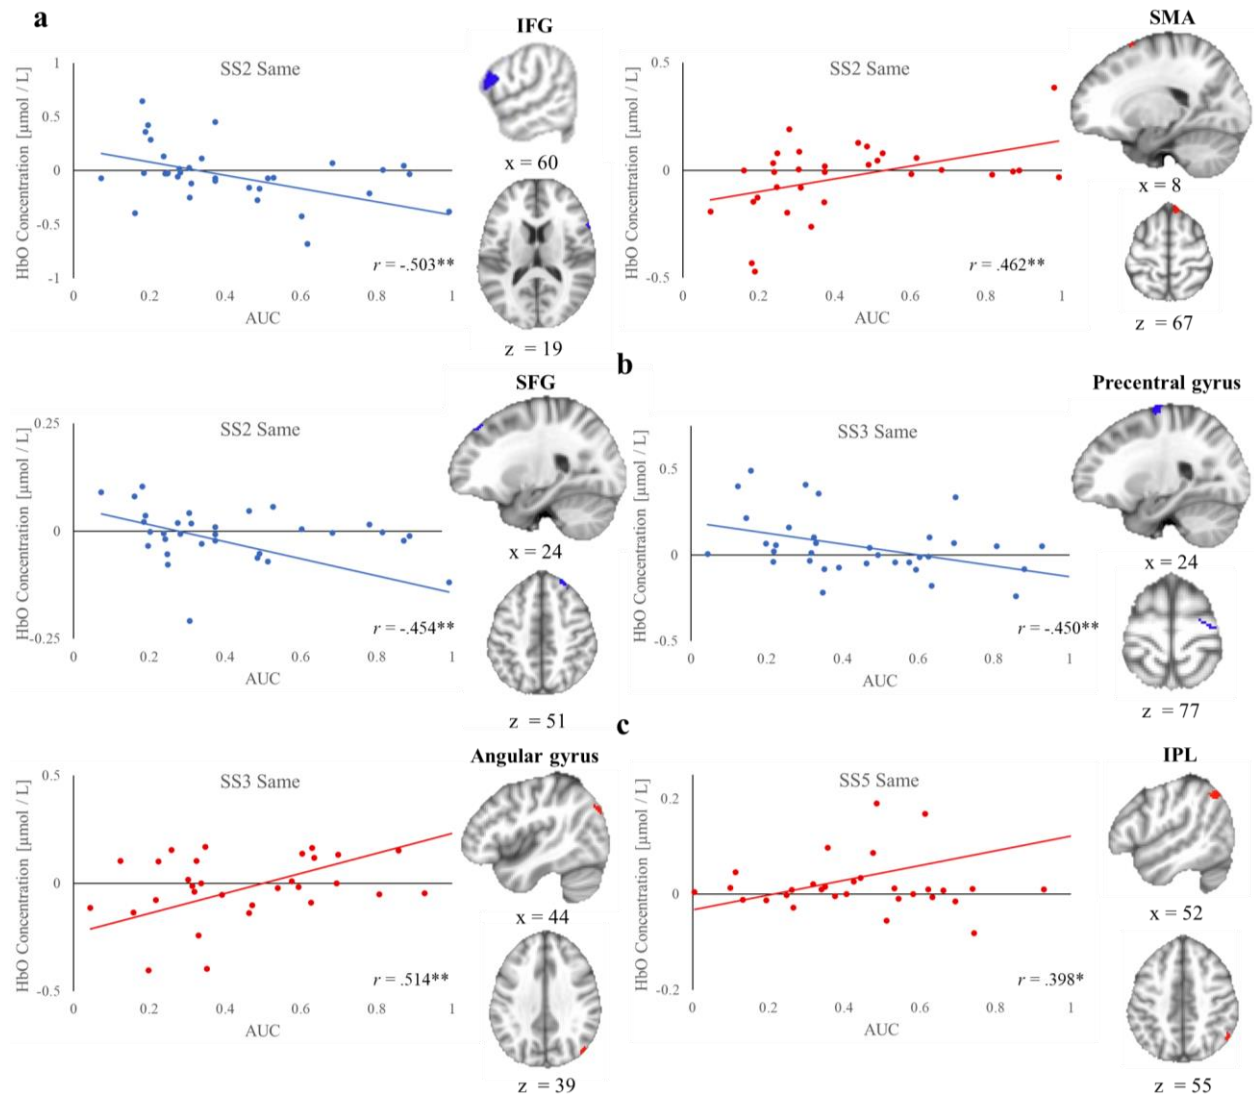 a
IFG
SS2 Same
HbO Concentration [μmol / L]
1
0.5
0
-0.5
-1
0
0.2
0.4
0.6
0.8
1
AUC
r = -.503**
x = 60
z = 19
SMA
SS2 Same
HbO Concentration [μmol / L]
0.5
0
-0.5
0
0.2
0.4
0.6
0.8
1
AUC
r = .462**
x = 8
z = 67
SFG
SS2 Same
HbO Concentration [μmol / L]
0.25
0
-0.25
0
0.2
0.4
0.6
0.8
1
AUC
r = -.454**
x = 24
z = 51
b
Precentral gyrus
SS3 Same
HbO Concentration [μmol / L]
0.5
0
-0.5
0
0.2
0.4
0.6
0.8
1
AUC
r = -.450**
x = 24
z = 77
Angular gyrus
SS3 Same
HbO Concentration [μmol / L]
0.5
0
-0.5
0
0.2
0.4
0.6
0.8
1
AUC
r = .514**
x = 44
z = 39
c
IPL
SS5 Same
HbO Concentration [μmol / L]
0.2
0
-0.2
0
0.2
0.4
0.6
0.8
1
AUC
r = .398*
x = 52
z = 55